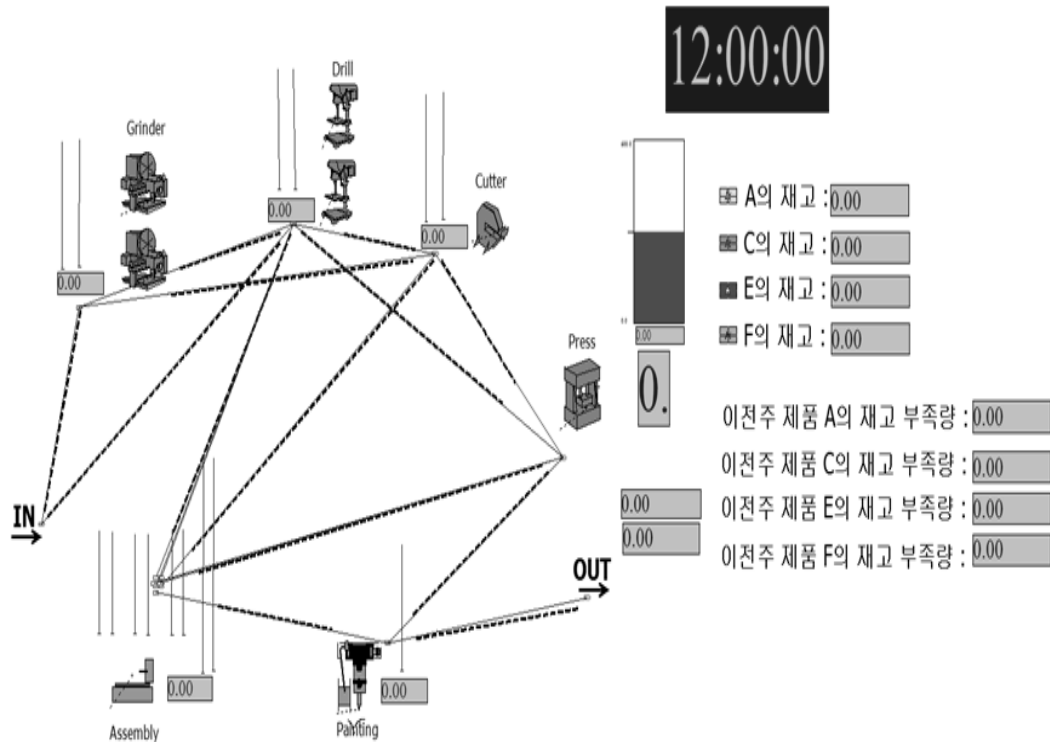 12:00:00
Drill
Grinder
Cutter
0.00
0.00
0.00
A의 재고 : 0.00
C의 재고 : 0.00
E의 재고 : 0.00
F의 재고 : 0.00
0.00
Press
0.
이전주 제품 A의 재고 부족량 : 0.00
이전주 제품 C의 재고 부족량 : 0.00
이전주 제품 E의 재고 부족량 : 0.00
이전주 제품 F의 재고 부족량 : 0.00
0.00
0.00
IN
OUT
0.00
0.00
Assembly
Painting